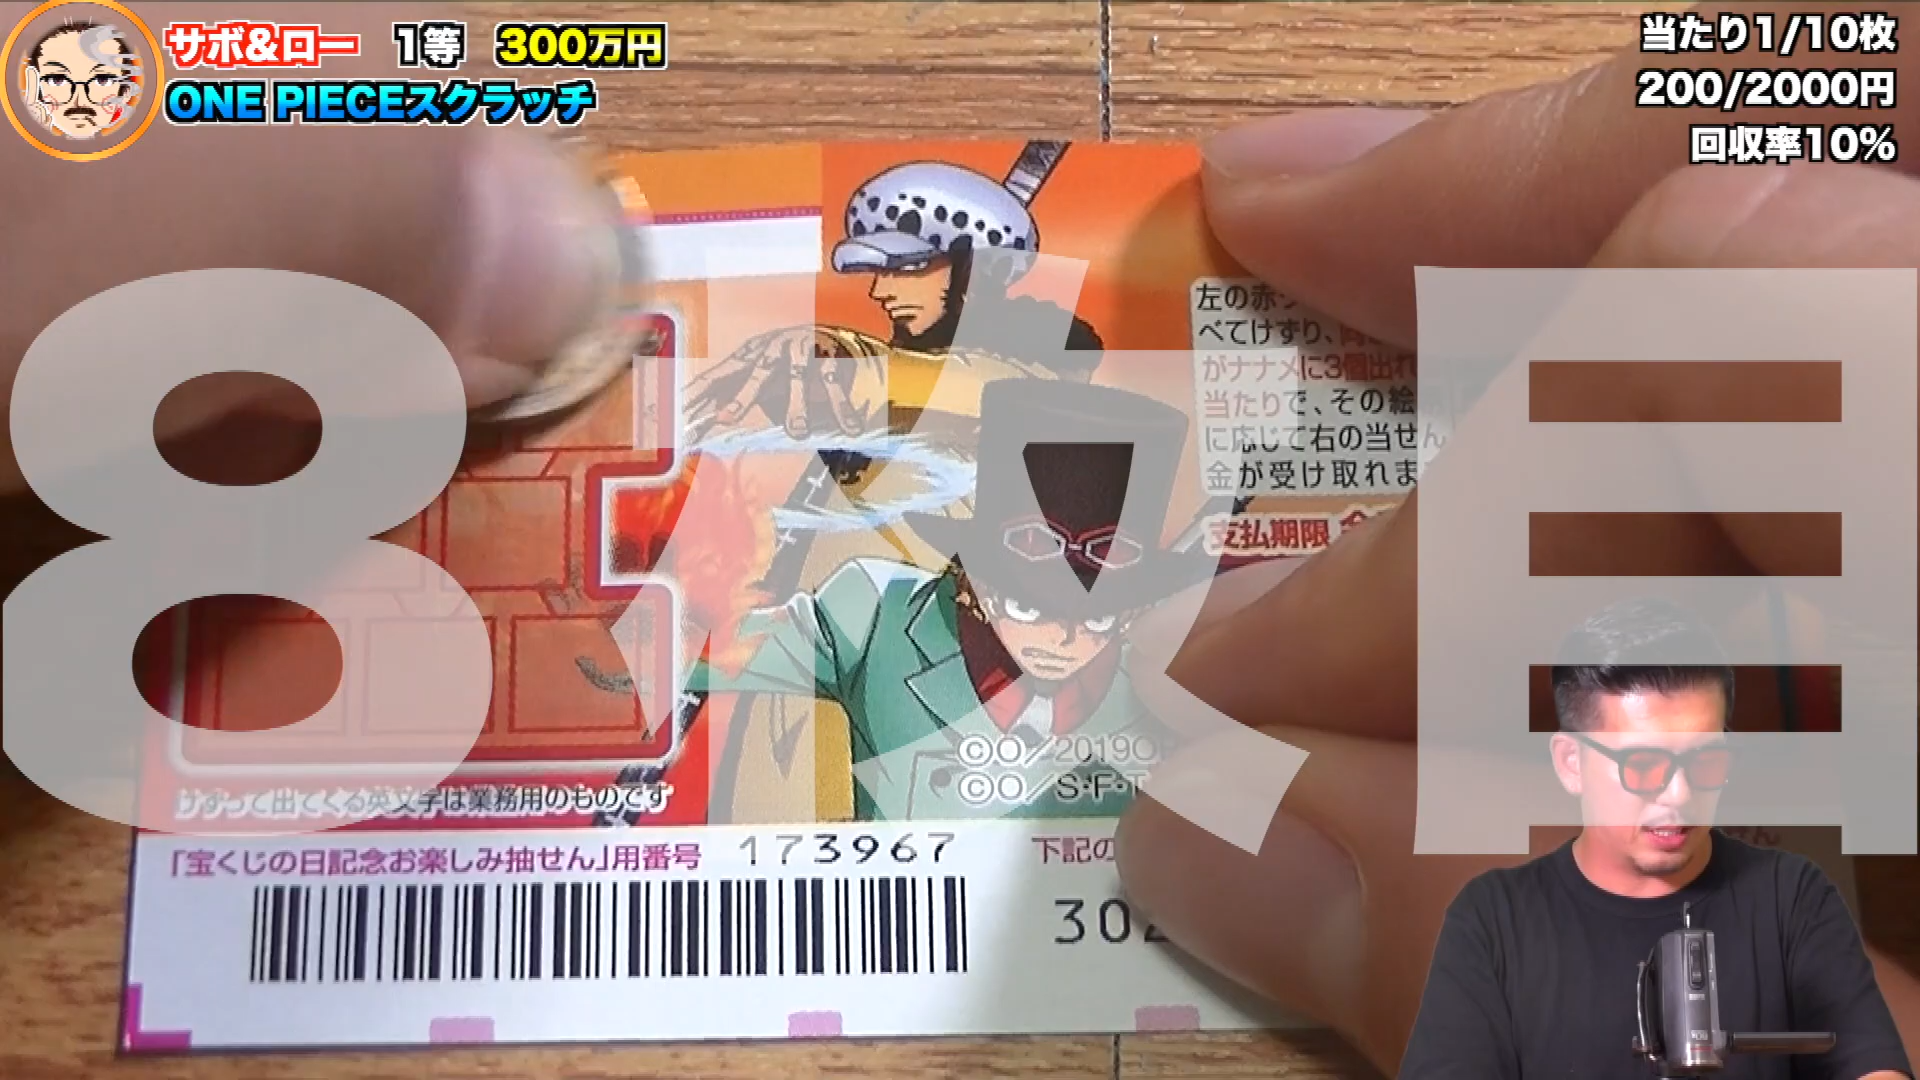 サボ&ロー 1等 300万円
ONE PIECEスクラッチ
当たり1/10枚
200/2000円
回収率10%
8枚目
左の赤
べてけずり、同
がナナメに3個出れ
当たりで、その絵
に応じて右の当せん
金が受け取れま
支払期限
©O/2019
©O/S・F・T
けずって出てくる英文字は業務用のものです
「宝くじの日記念お楽しみ抽せん」用番号 173967
下記の
302